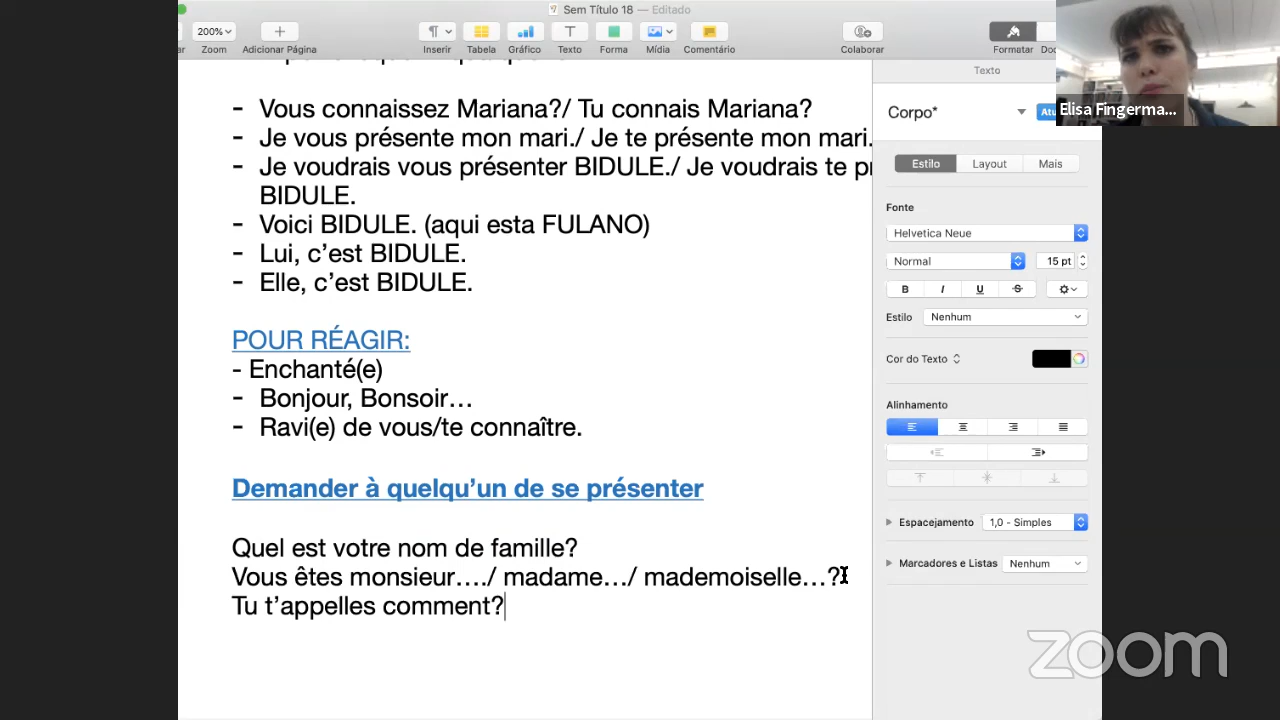 Sem Título 18 — Editado
200%
Zoom
Adicionar Página
Inserir
Tabela
Gráfico
Texto
Forma
Mídia
Comentário
Colaborar
Formatar
Texto
Corpo*
Elisa Fingerma...
- Vous connaissez Mariana?/ Tu connais Mariana?
- Je vous présente mon mari./ Je te présente mon mari.
- Je voudrais vous présenter BIDULE./ Je voudrais te
BIDULE.
- Voici BIDULE. (aqui esta FULANO)
- Lui, c’est BIDULE.
- Elle, c’est BIDULE.
POUR RÉAGIR:
- Enchanté(e)
- Bonjour, Bonsoir…
- Ravi(e) de vous/te connaître.
Demander à quelqu’un de se présenter
Quel est votre nom de famille?
Vous êtes monsieur…./ madame…/ mademoiselle…?
Tu t’appelles comment?
Estilo
Layout
Mais
Fonte
Helvetica Neue
Normal
15 pt
B I U S
Estilo
Nenhum
Cor do Texto
Alinhamento
Espaçamento
1,0 - Simples
Marcadores e Listas
Nenhum
zoom